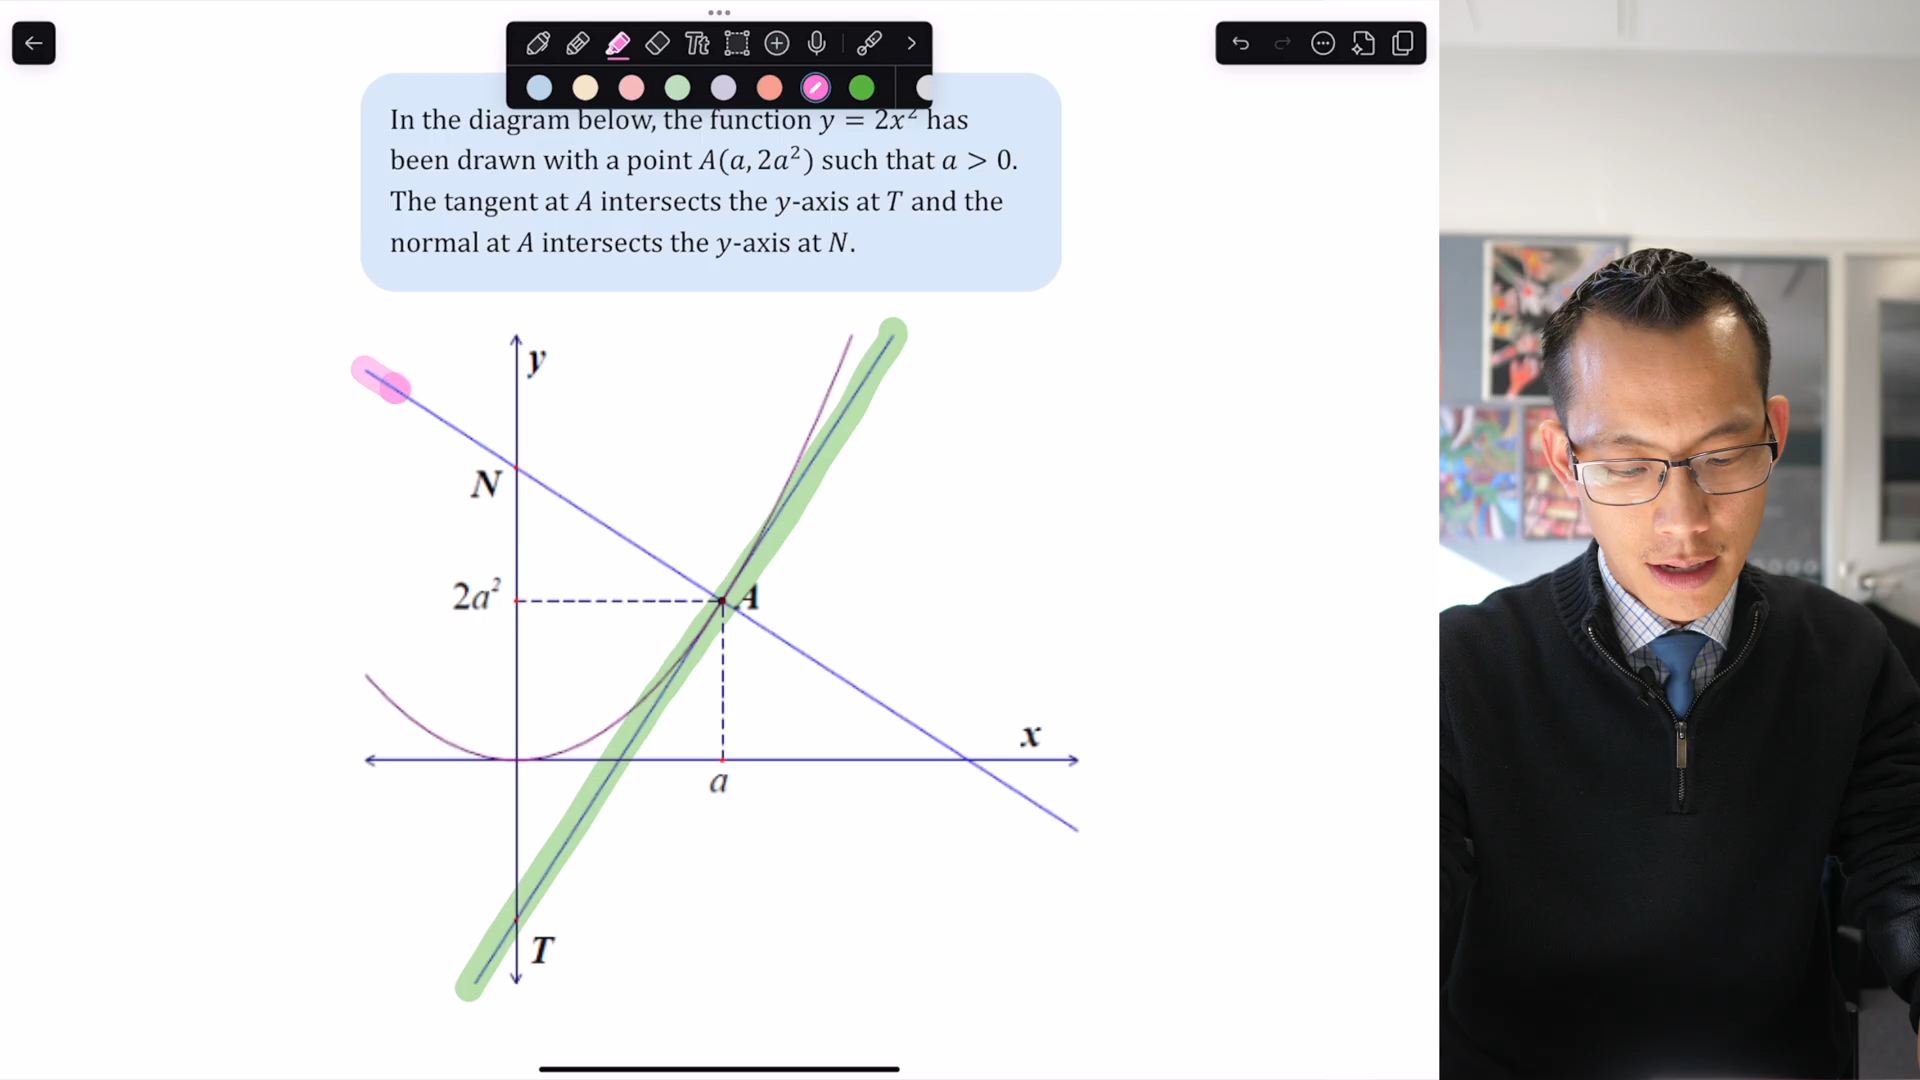 Tt
In the diagram below, the function y = 2x² has
been drawn with a point A(a, 2a²) such that a > 0.
The tangent at A intersects the y-axis at T and the
normal at A intersects the y-axis at N.
y
N
2a²
A
x
a
T